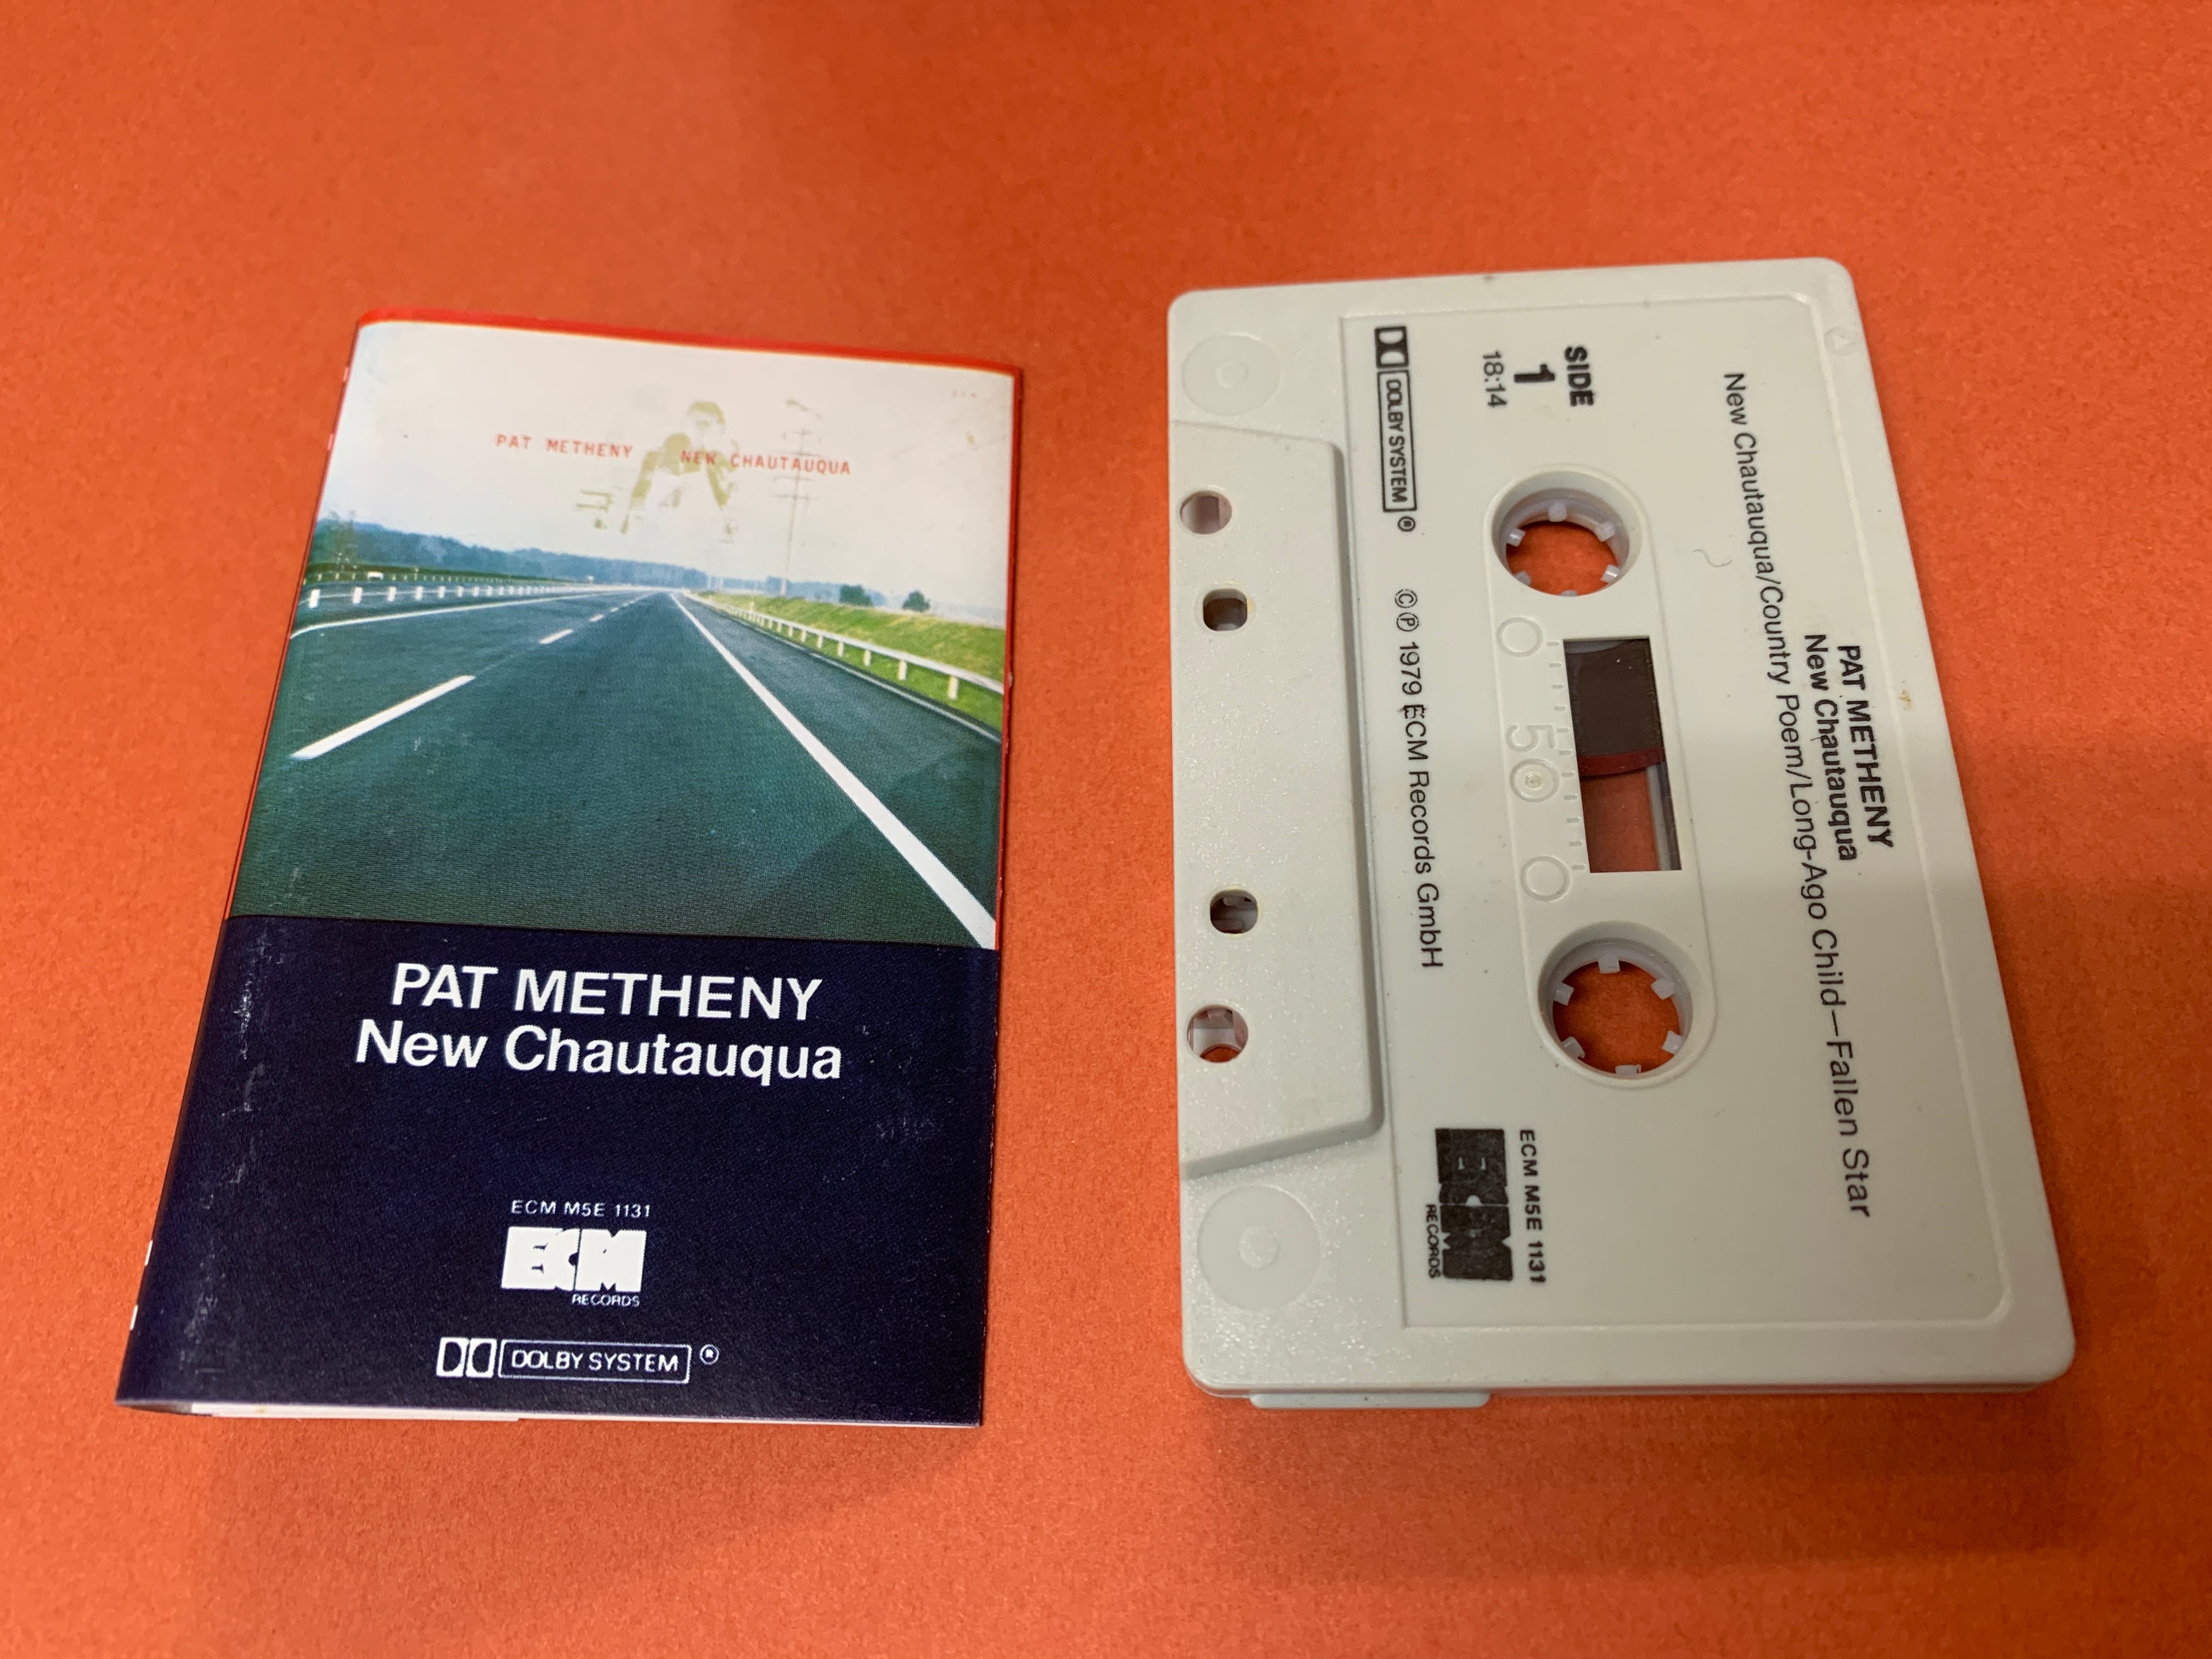 PAT METHENY NEW CHAUTAUQUA
PAT METHENY
New Chautauqua
ECM M5E 1131
ECM
RECORDS
DOLBY SYSTEM ®
PAT METHENY
New Chautauqua
New Chautauqua/Country Poem/Long-Ago Child—Fallen Star
SIDE
1
18:14
50
ECM M5E 1131
ECM
RECORDS
DOLBY SYSTEM ®
©℗ 1979 ECM Records GmbH